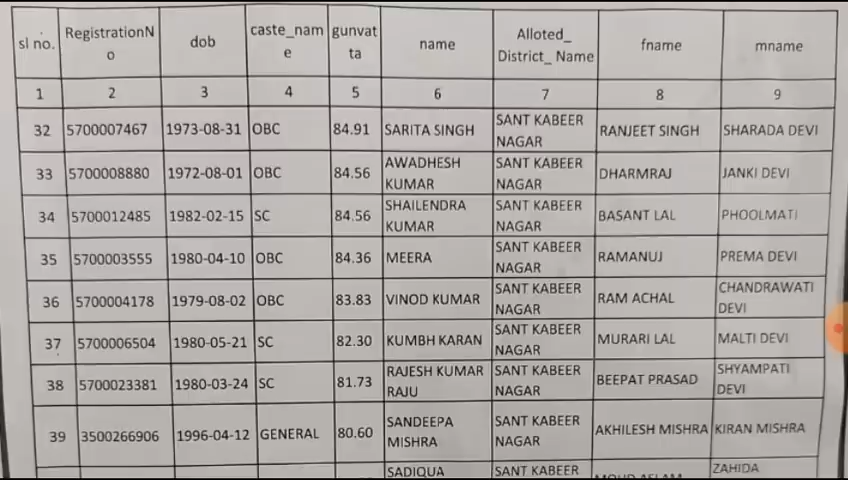 sl no. RegistrationN o dob caste_nam e gunvat ta name Alloted_ District_ Name fname mname
1 2 3 4 5 6 7 8 9
32 5700007467 1973-08-31 OBC 84.91 SARITA SINGH SANT KABEER NAGAR RANJEET SINGH SHARADA DEVI
33 5700008880 1972-08-01 OBC 84.56 AWADHESH KUMAR SANT KABEER NAGAR DHARMRAJ JANKI DEVI
34 5700012485 1982-02-15 SC 84.56 SHAILENDRA KUMAR SANT KABEER NAGAR BASANT LAL PHOOLMATI
35 5700003555 1980-04-10 OBC 84.36 MEERA SANT KABEER NAGAR RAMANUJ PREMA DEVI
36 5700004178 1979-08-02 OBC 83.83 VINOD KUMAR SANT KABEER NAGAR RAM ACHAL CHANDRAWATI DEVI
37 5700006504 1980-05-21 SC 82.30 KUMBH KARAN SANT KABEER NAGAR MURARI LAL MALTI DEVI
38 5700023381 1980-03-24 SC 81.73 RAJESH KUMAR RAJU SANT KABEER NAGAR BEEPAT PRASAD SHYAMPATI DEVI
39 3500266906 1996-04-12 GENERAL 80.60 SANDEEPA MISHRA SANT KABEER NAGAR AKHILESH MISHRA KIRAN MISHRA
SADIQUA SANT KABEER ZAHIDA